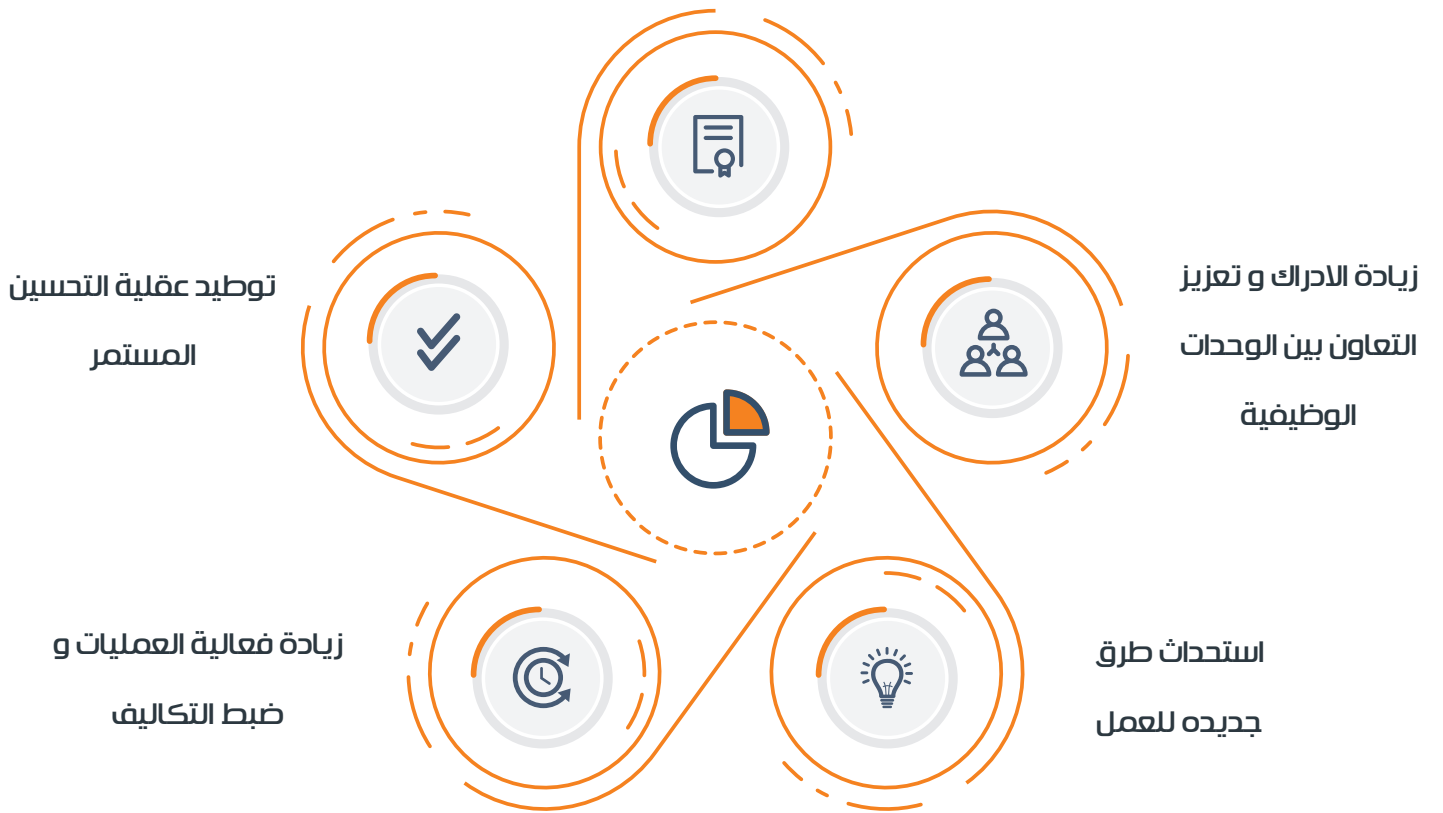 زيادة الادراك و تعزيز
التعاون بين الوحدات
الوظيفية
توطيد عقلية التحسين
المستمر
استحداث طرق
جديده للعمل
زيادة فعالية العمليات و
ضبط التكاليف